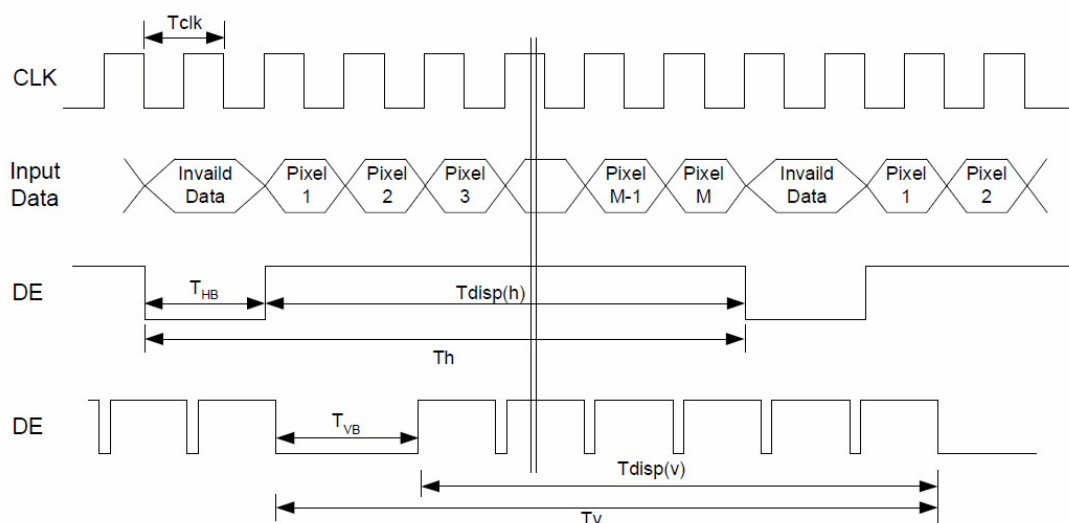 Tclk
CLK
Input
Data
Invaild
Data
Pixel
1
Pixel
2
Pixel
3
Pixel
M-1
Pixel
M
Invaild
Data
Pixel
1
Pixel
2
DE
THB
Tdisp(h)
Th
DE
TVB
Tdisp(v)
Tv